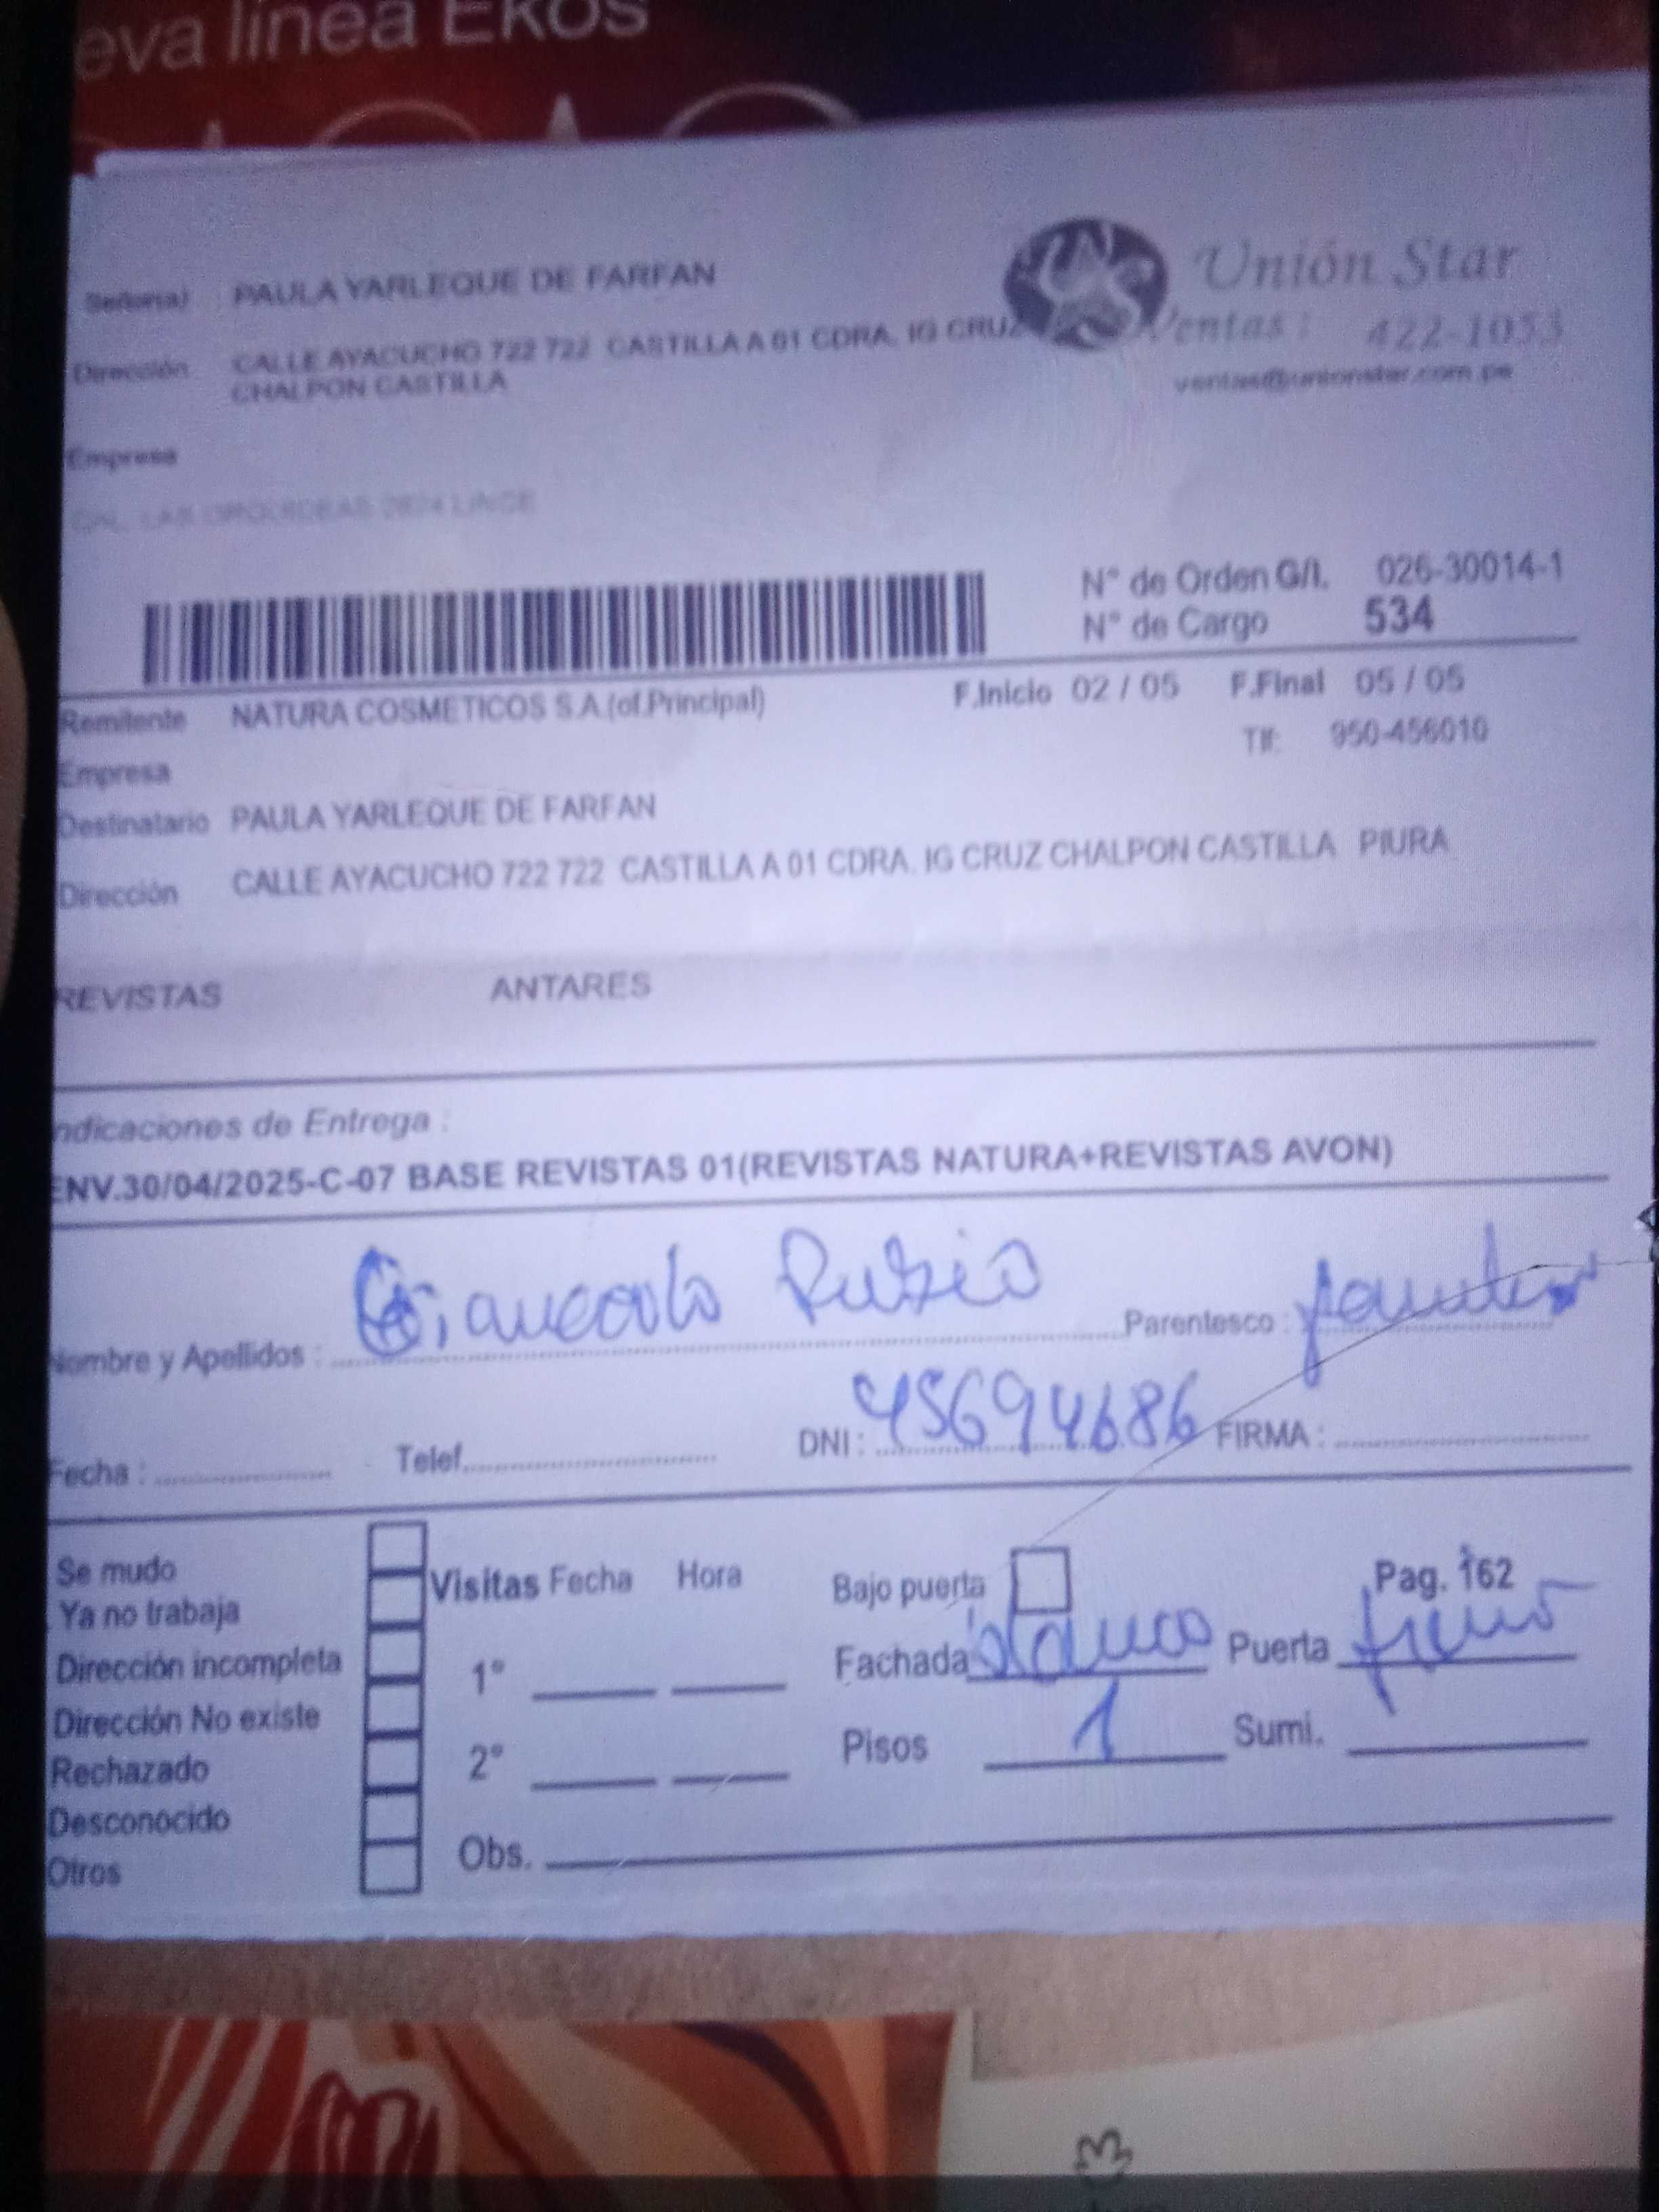 eva línea Ekos
Señor(a) PAULA YARLEQUE DE FARFAN
Unión Star
Dirección CALLE AYACUCHO 722 722 CASTILLA A 01 CDRA. IG CRUZ
CHALPON CASTILLA
Ventas: 422-1053
ventas@unionstar.com.pe
Empresa
CAL. LAS ORQUIDEAS LINCE
N° de Orden G/I. 026-30014-1
N° de Cargo 534
Remitente NATURA COSMETICOS S.A.(of.Principal) F.Inicio 02 / 05 F.Final 05 / 05
Tlf: 950-456010
Empresa
Destinatario PAULA YARLEQUE DE FARFAN
Dirección CALLE AYACUCHO 722 722 CASTILLA A 01 CDRA. IG CRUZ CHALPON CASTILLA PIURA
REVISTAS ANTARES
ndicaciones de Entrega :
ENV.30/04/2025-C-07 BASE REVISTAS 01(REVISTAS NATURA+REVISTAS AVON)
Nombre y Apellidos : Giancarlo Rubio Parentesco :
Fecha : Telef. DNI : 45694686 FIRMA :
Se mudo
Ya no trabaja
Dirección incompleta
Dirección No existe
Rechazado
Desconocido
Otros
Visitas Fecha Hora
1°
2°
Obs.
Bajo puerta Pag. 162
Fachada blanco Puerta
Pisos 1 Sumi.